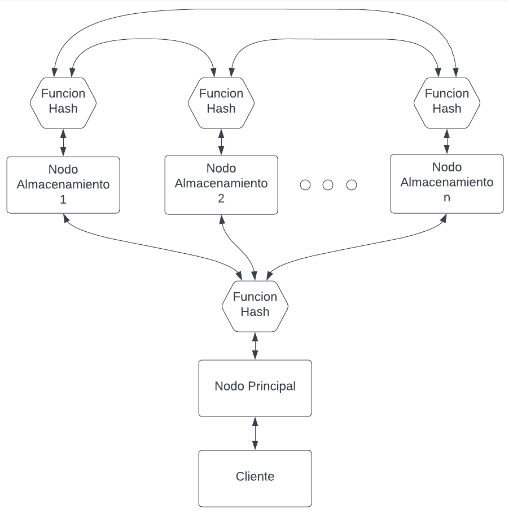 Funcion
Hash
Funcion
Hash
Funcion
Hash
Nodo
Almacenamiento
1
Nodo
Almacenamiento
2
Nodo
Almacenamiento
n
Funcion
Hash
Nodo Principal
Cliente